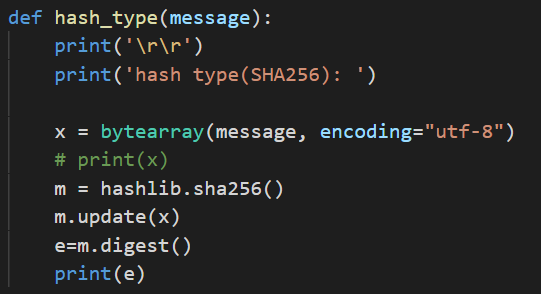 def hash_type(message):
    print('\r\r')
    print('hash type(SHA256): ')

    x = bytearray(message, encoding="utf-8")
    # print(x)
    m = hashlib.sha256()
    m.update(x)
    e=m.digest()
    print(e)